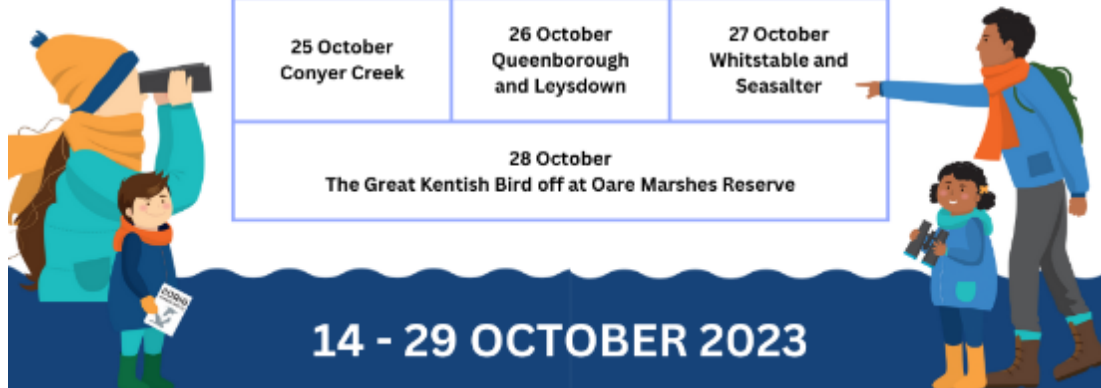 25 October
Conyer Creek
26 October
Queenborough
and Leysdown
27 October
Whitstable and
Seasalter
28 October
The Great Kentish Bird off at Oare Marshes Reserve
14 - 29 OCTOBER 2023